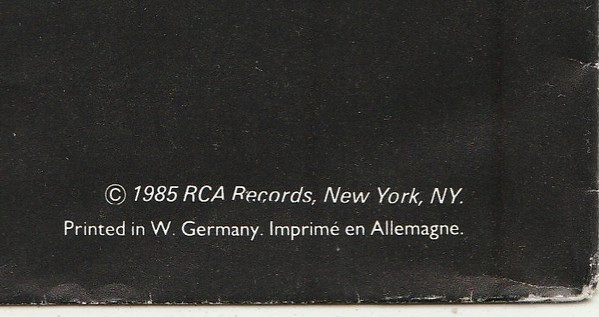 © 1985 RCA Records, New York, NY.
Printed in W. Germany. Imprimé en Allemagne.